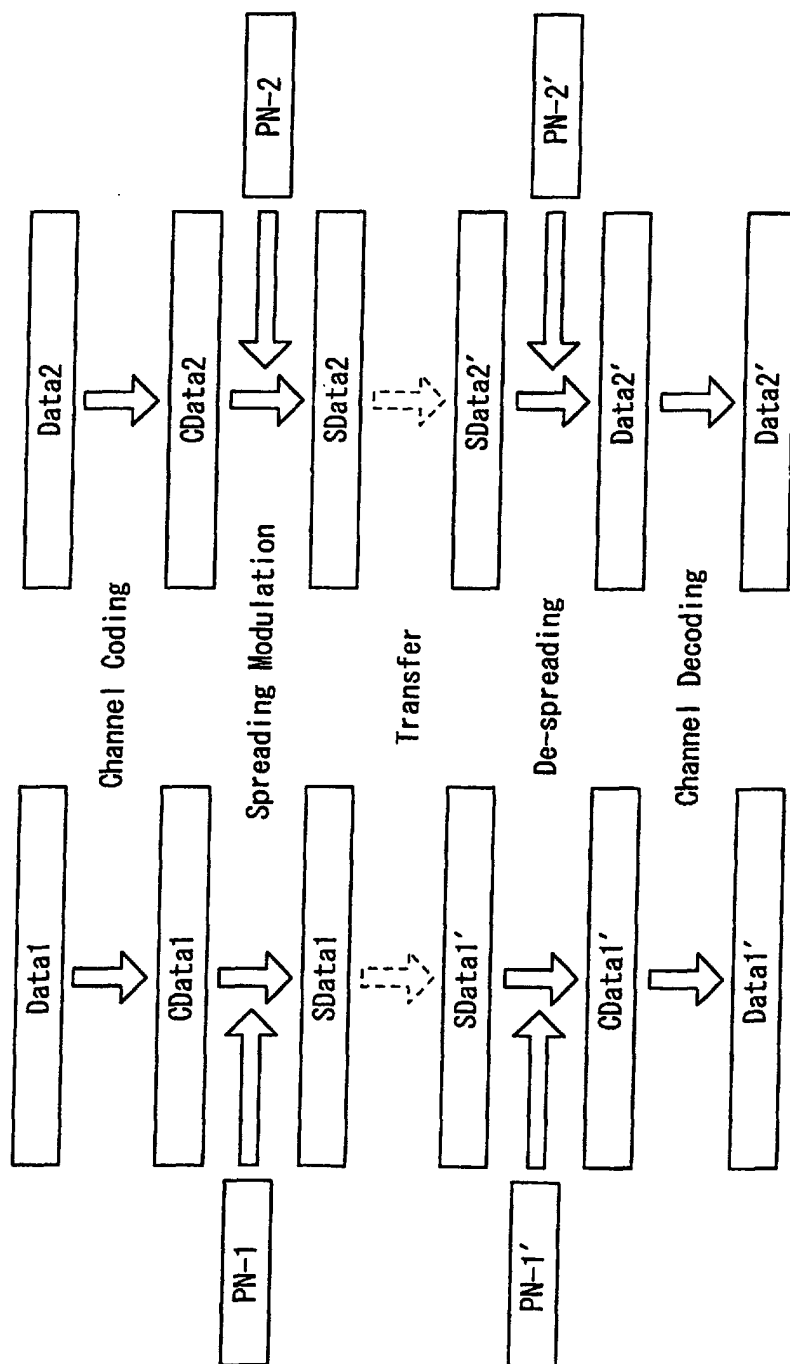 Data1
Channel Coding
Data2
CData1
CData2
PN-1
Spreading Modulation
PN-2
SData1
SData2
Transfer
SData1′
SData2′
PN-1′
De-spreading
PN-2′
CData1′
Data2′
Channel Decoding
Data1′
Data2′